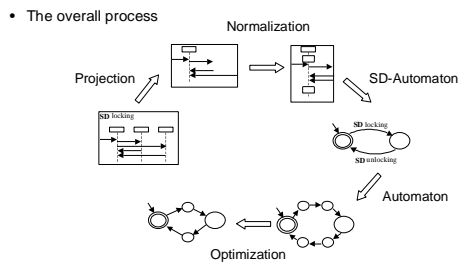 • The overall process
Normalization
Projection
SD-Automaton
SD locking
SD locking
SD unlocking
Automaton
Optimization